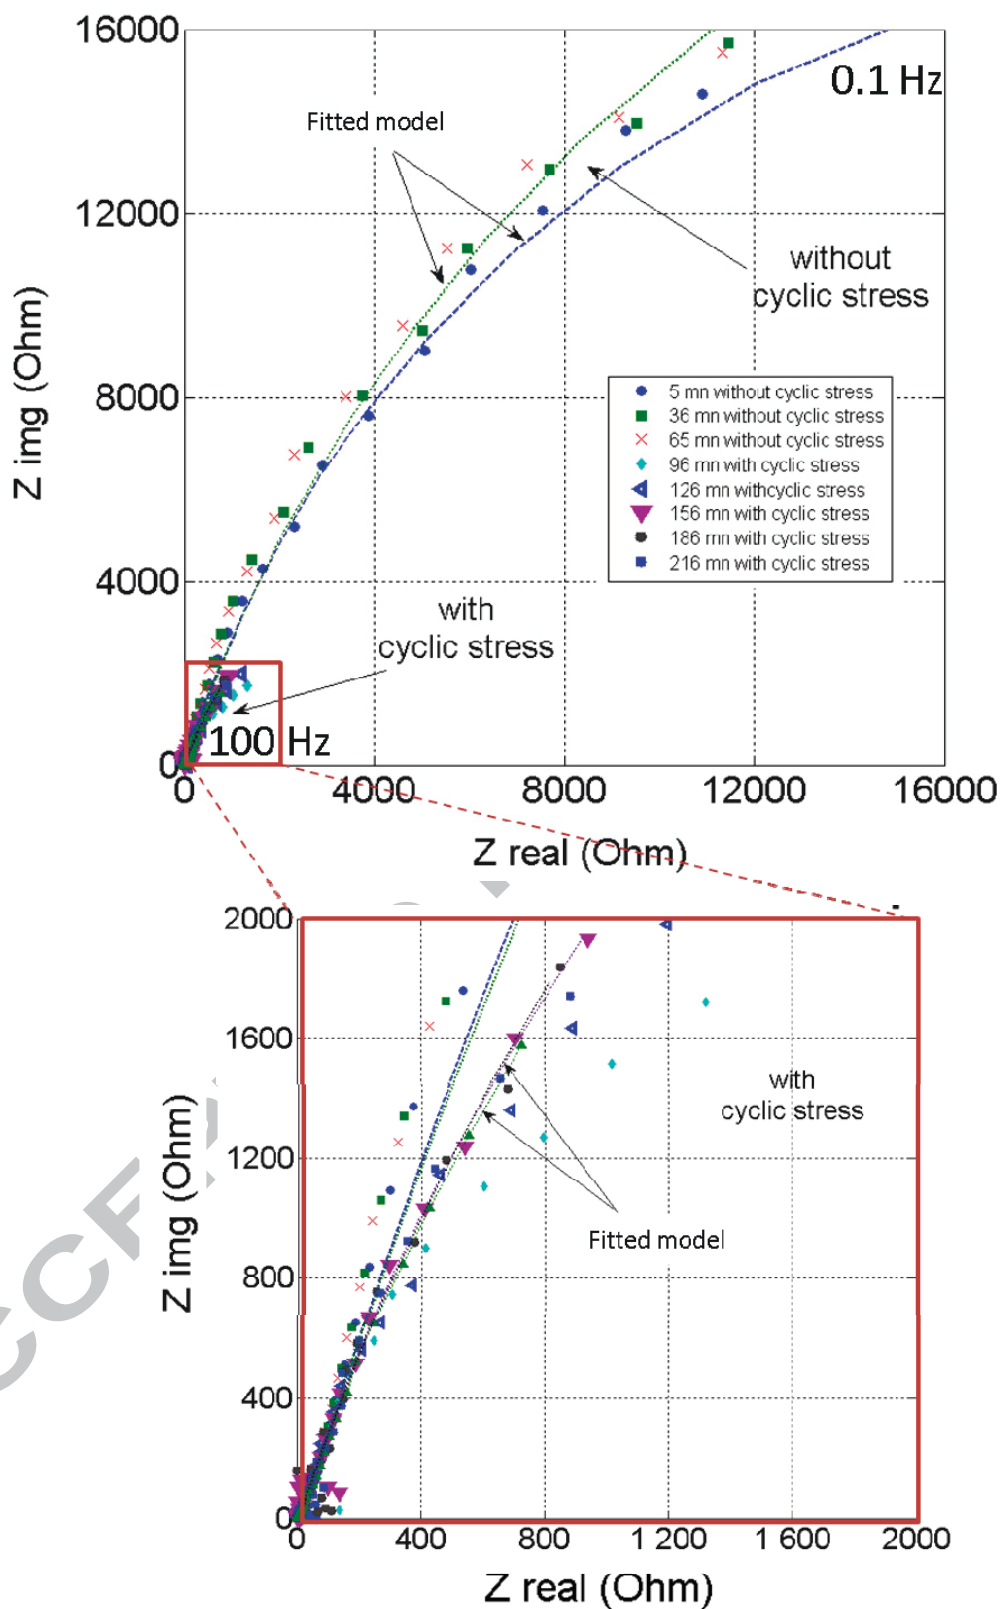 16000
0.1 Hz
Fitted model
12000
without
cyclic stress
Z img (Ohm)
8000
5 mn without cyclic stress
36 mn without cyclic stress
65 mn without cyclic stress
96 mn with cyclic stress
126 mn withcyclic stress
156 mn with cyclic stress
186 mn with cyclic stress
216 mn with cyclic stress
4000
with
cyclic stress
100 Hz
0
0 4000 8000 12000 16000
Z real (Ohm)
2000
1600
with
cyclic stress
1200
Z img (Ohm)
Fitted model
800
400
0
0 400 800 1 200 1 600 2000
Z real (Ohm)